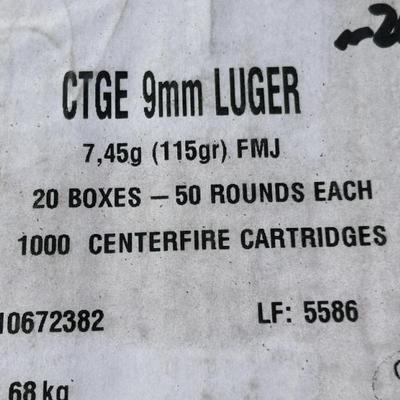 CTGE 9mm LUGER
7,45g (115gr) FMJ
20 BOXES – 50 ROUNDS EACH
1000 CENTERFIRE CARTRIDGES
10672382 LF: 5586
68 kg